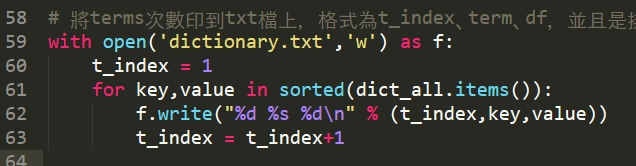 58 # 將terms次數印到txt檔上，格式為t_index、term、df，並且是
59 with open('dictionary.txt','w') as f:
60     t_index = 1
61     for key,value in sorted(dict_all.items()):
62         f.write("%d %s %d\n" % (t_index,key,value))
63         t_index = t_index+1
64